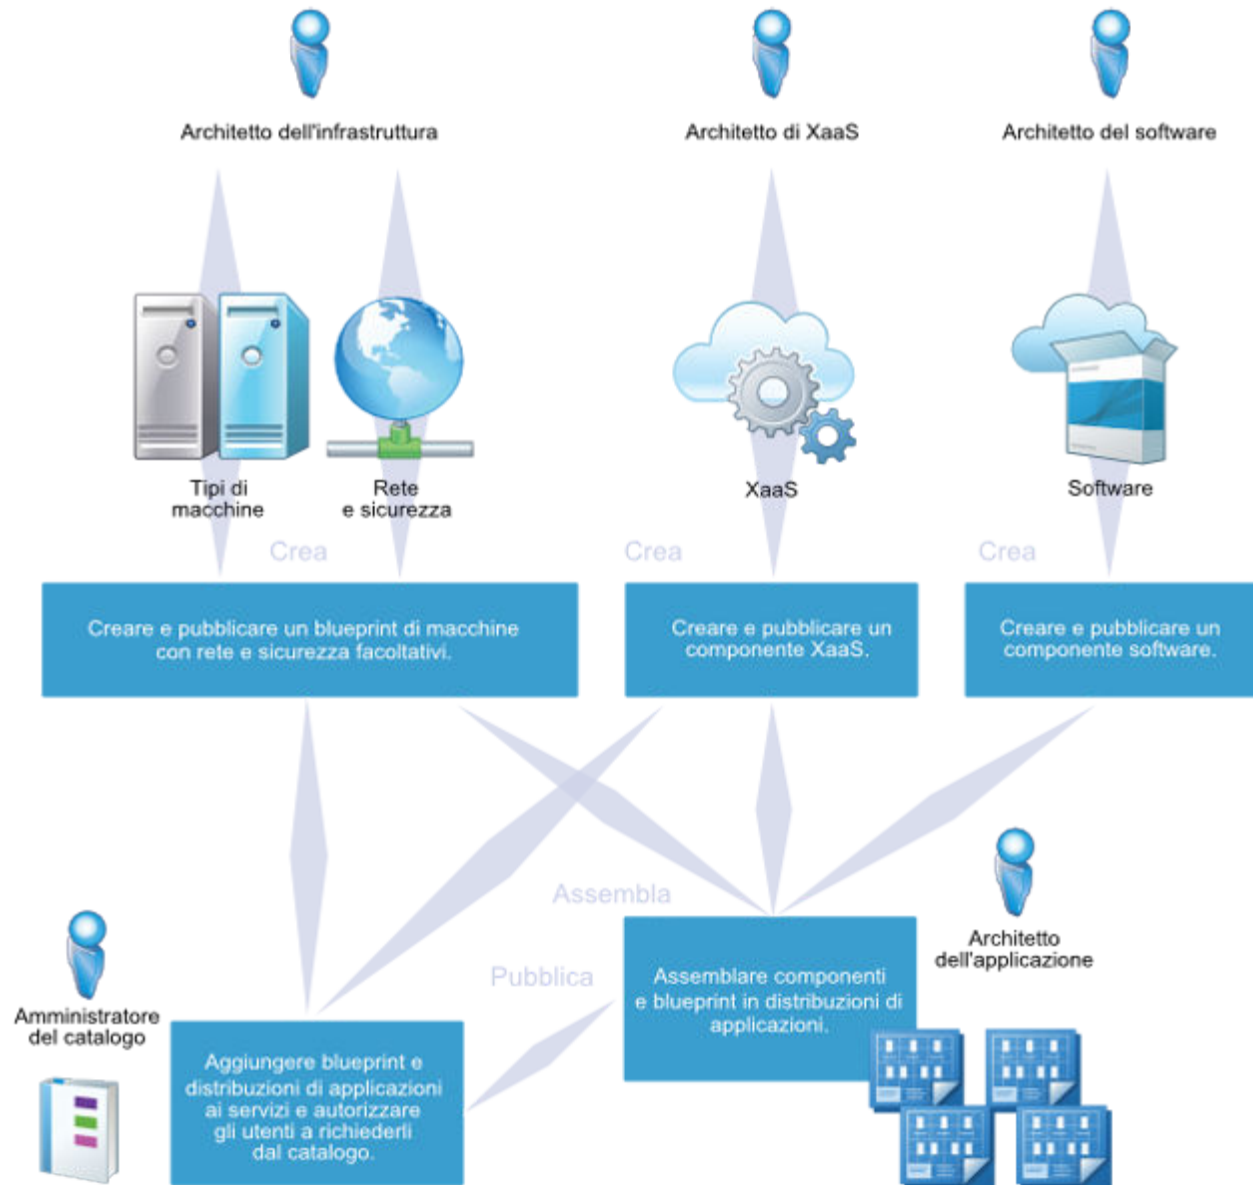 Architetto dell'infrastruttura
Architetto di XaaS
Architetto del software
Tipi di
macchine
Rete
e sicurezza
XaaS
Software
Crea
Crea
Crea
Creare e pubblicare un blueprint di macchine
con rete e sicurezza facoltativi.
Creare e pubblicare un
componente XaaS.
Creare e pubblicare un
componente software.
Assembla
Pubblica
Assemblare componenti
e blueprint in distribuzioni di
applicazioni.
Architetto
dell'applicazione
Amministratore
del catalogo
Aggiungere blueprint e
distribuzioni di applicazioni
ai servizi e autorizzare
gli utenti a richiederli
dal catalogo.